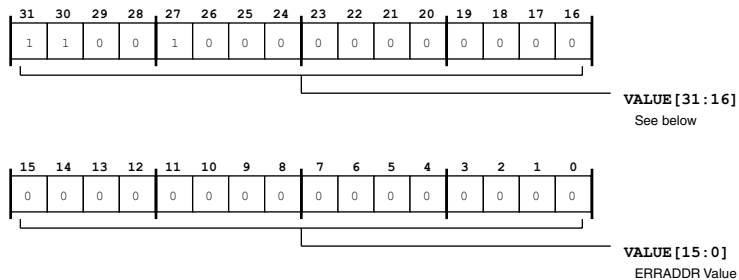 31 30 29 28 27 26 25 24 23 22 21 20 19 18 17 16
1 1 0 0 1 0 0 0 0 0 0 0 0 0 0 0
VALUE[31:16]
See below
15 14 13 12 11 10 9 8 7 6 5 4 3 2 1 0
0 0 0 0 0 0 0 0 0 0 0 0 0 0 0 0
VALUE[15:0]
ERRADDR Value